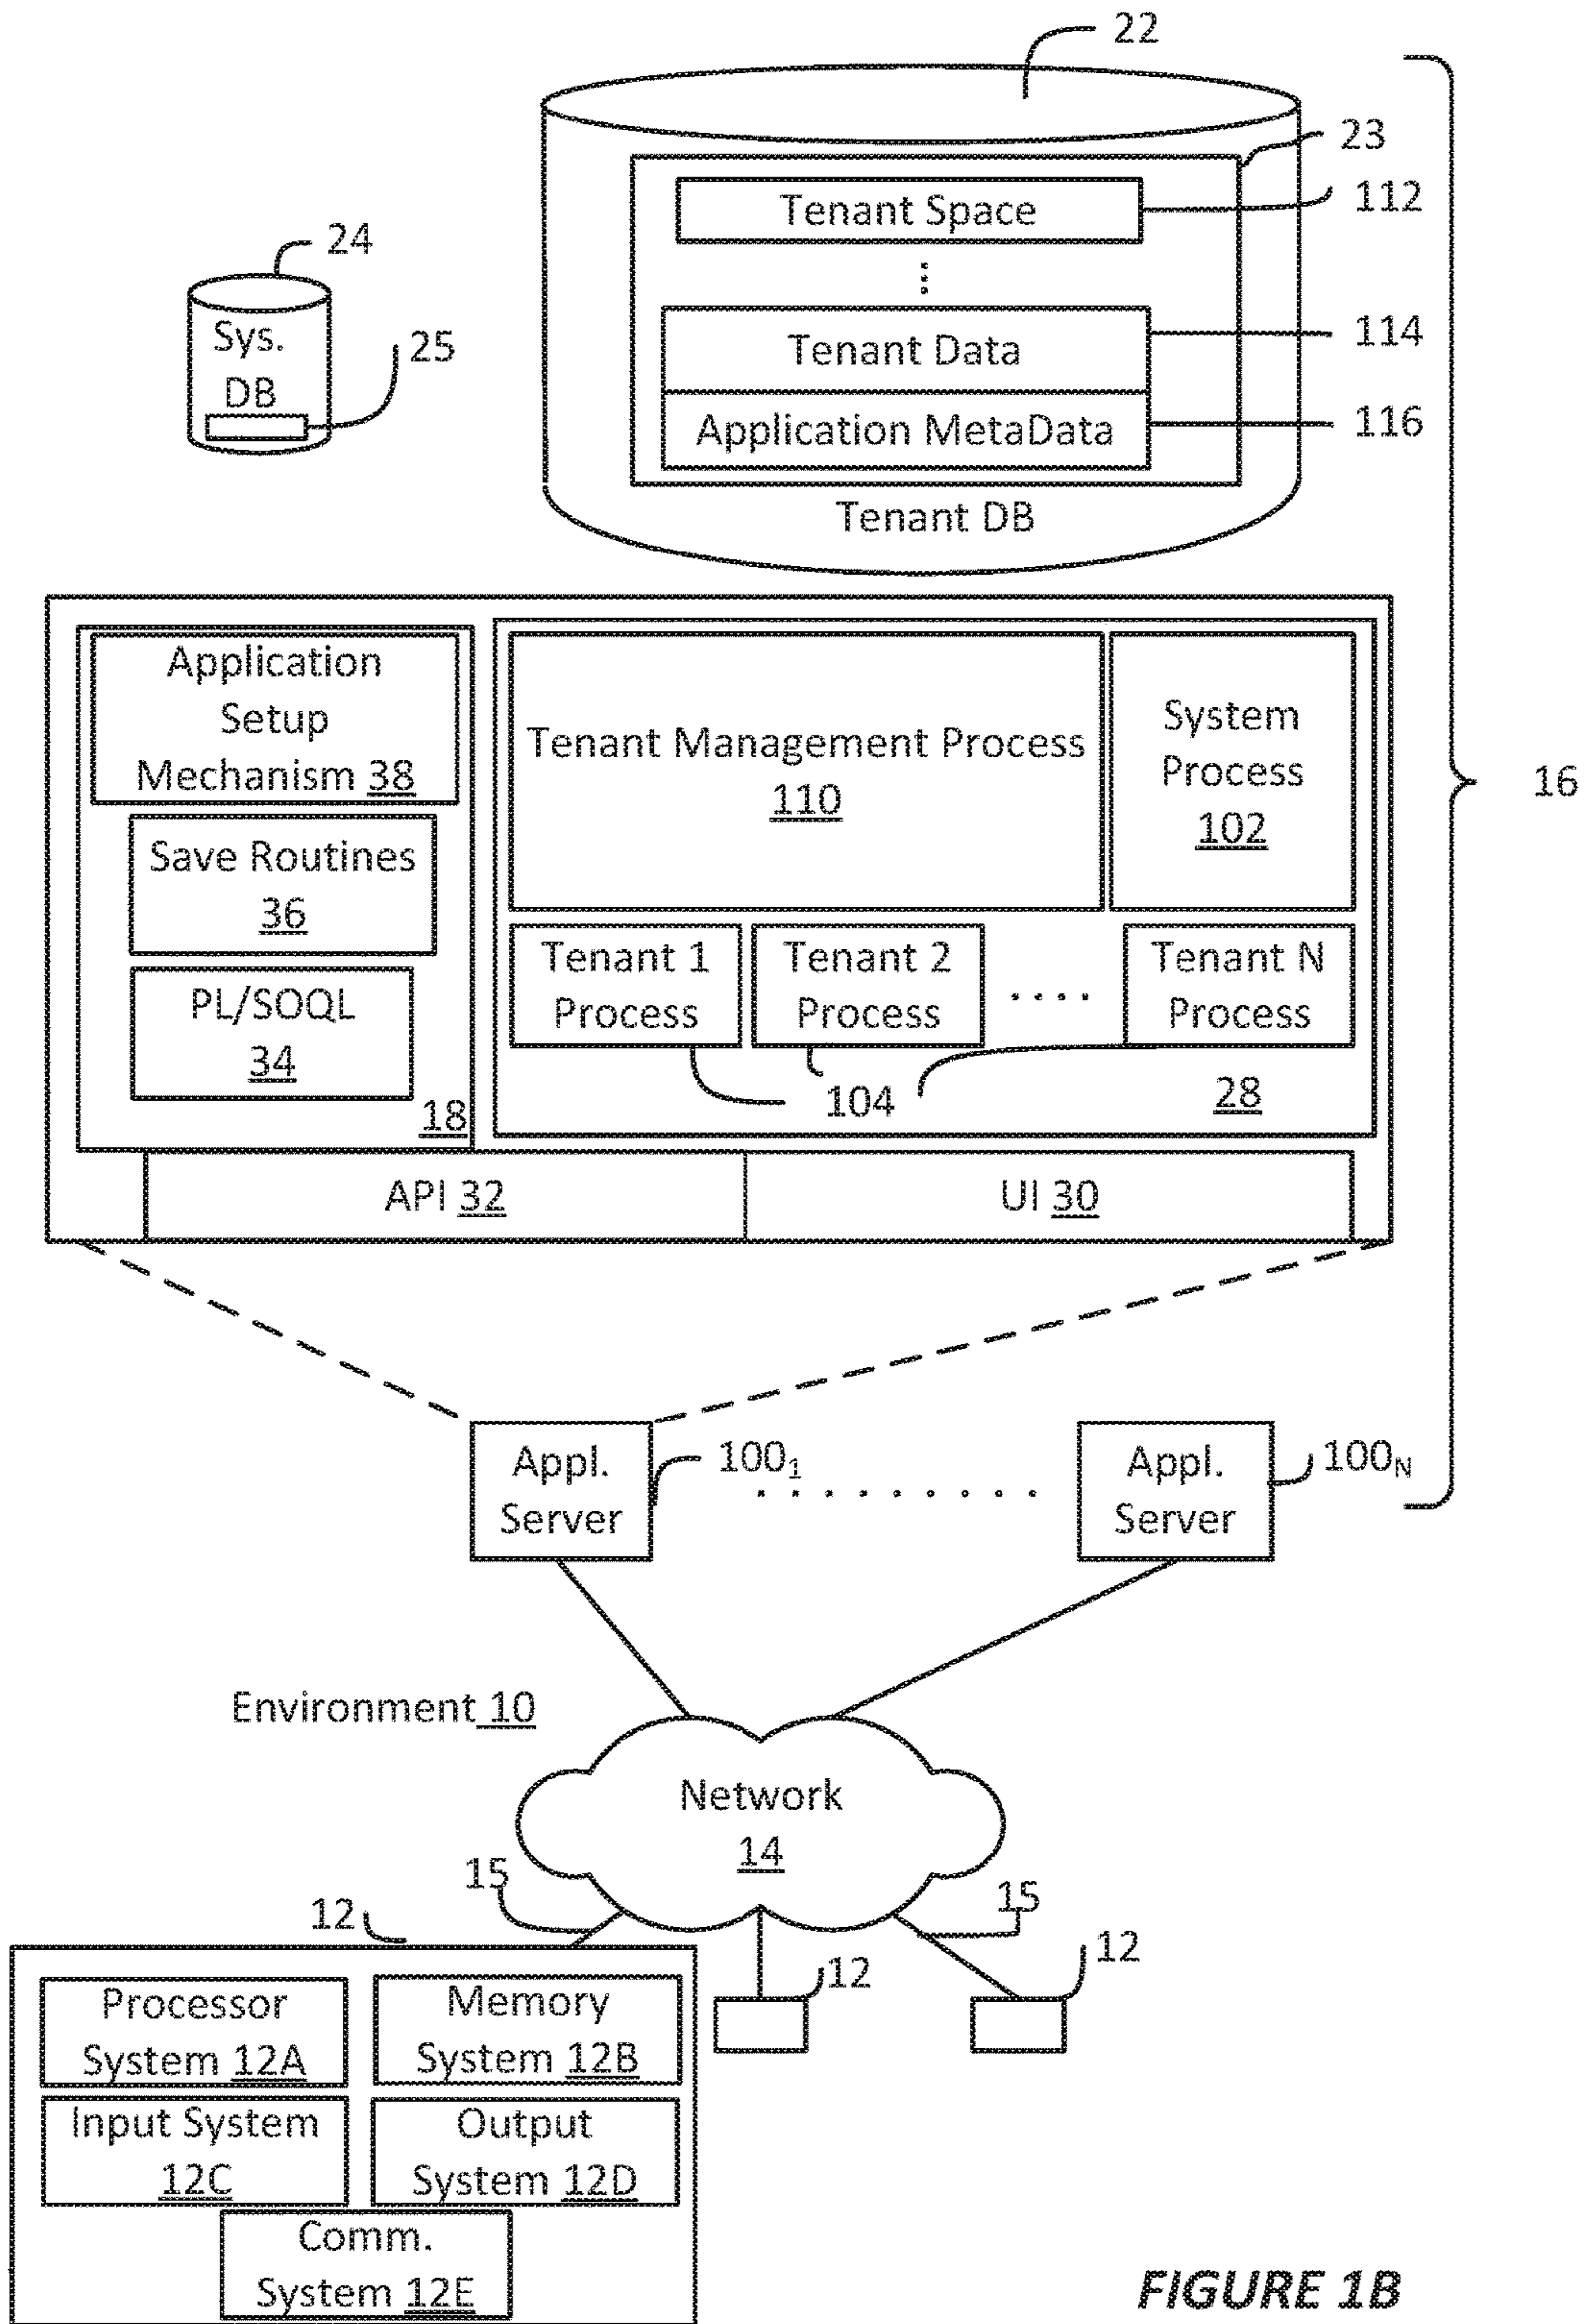 22
23
Tenant Space
112
24
Sys.
DB
25
Tenant Data
114
Application MetaData
116
Tenant DB
16
Application
Setup
Mechanism 38
Tenant Management Process
110
System
Process
102
Save Routines
36
PL/SOQL
34
18
Tenant 1
Process
Tenant 2
Process
....
Tenant N
Process
104
28
API 32
UI 30
Appl.
Server
100₁
Appl.
Server
100N
Environment 10
Network
14
15
15
12
12
12
Processor
System 12A
Memory
System 12B
Input System
12C
Output
System 12D
Comm.
System 12E
FIGURE 1B